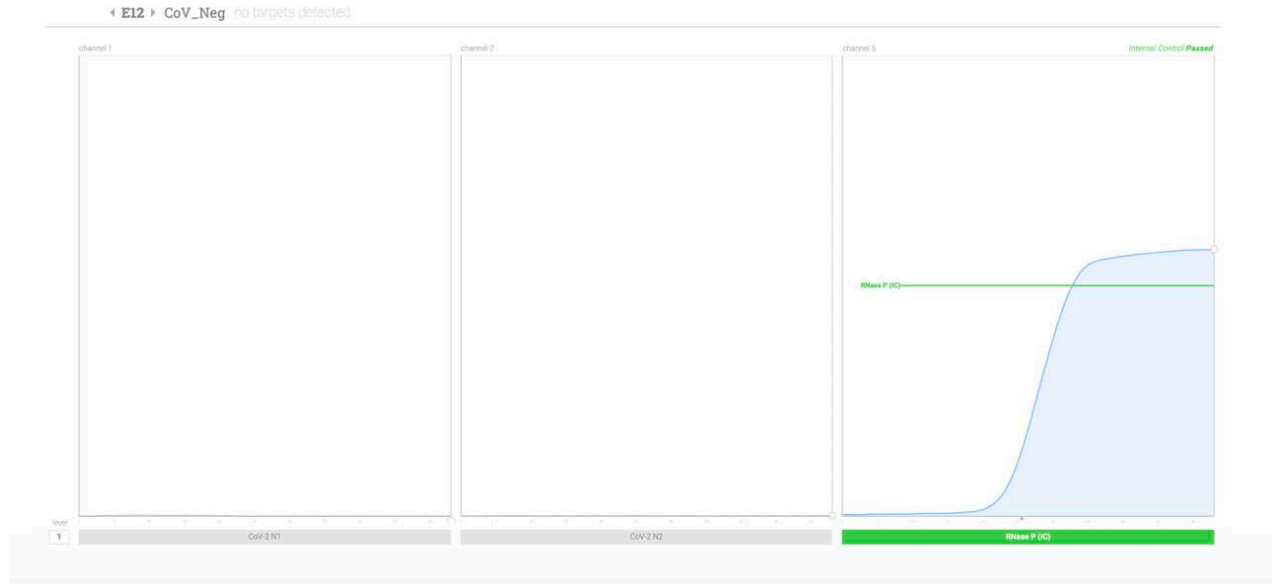 E12 CoV_Neg no targets detected
channel 1
channel 2
channel 5
Internal Control Passed
RNase P (IC)
level
1
CoV-2 N1
CoV-2 N2
RNase P (IC)